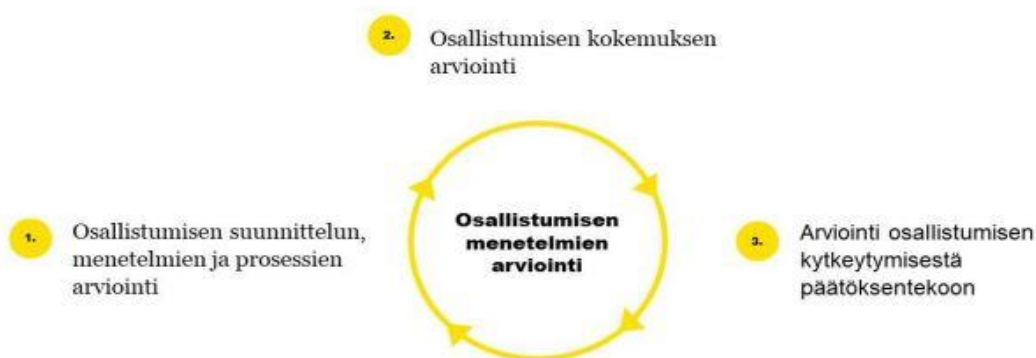 2.
Osallistumisen kokemuksen
arviointi
1.
Osallistumisen suunnittelun,
menetelmien ja prosessien
arviointi
Osallistumisen
menetelmien
arviointi
3.
Arviointi osallistumisen
kytkeytymisestä
päätöksentekoon